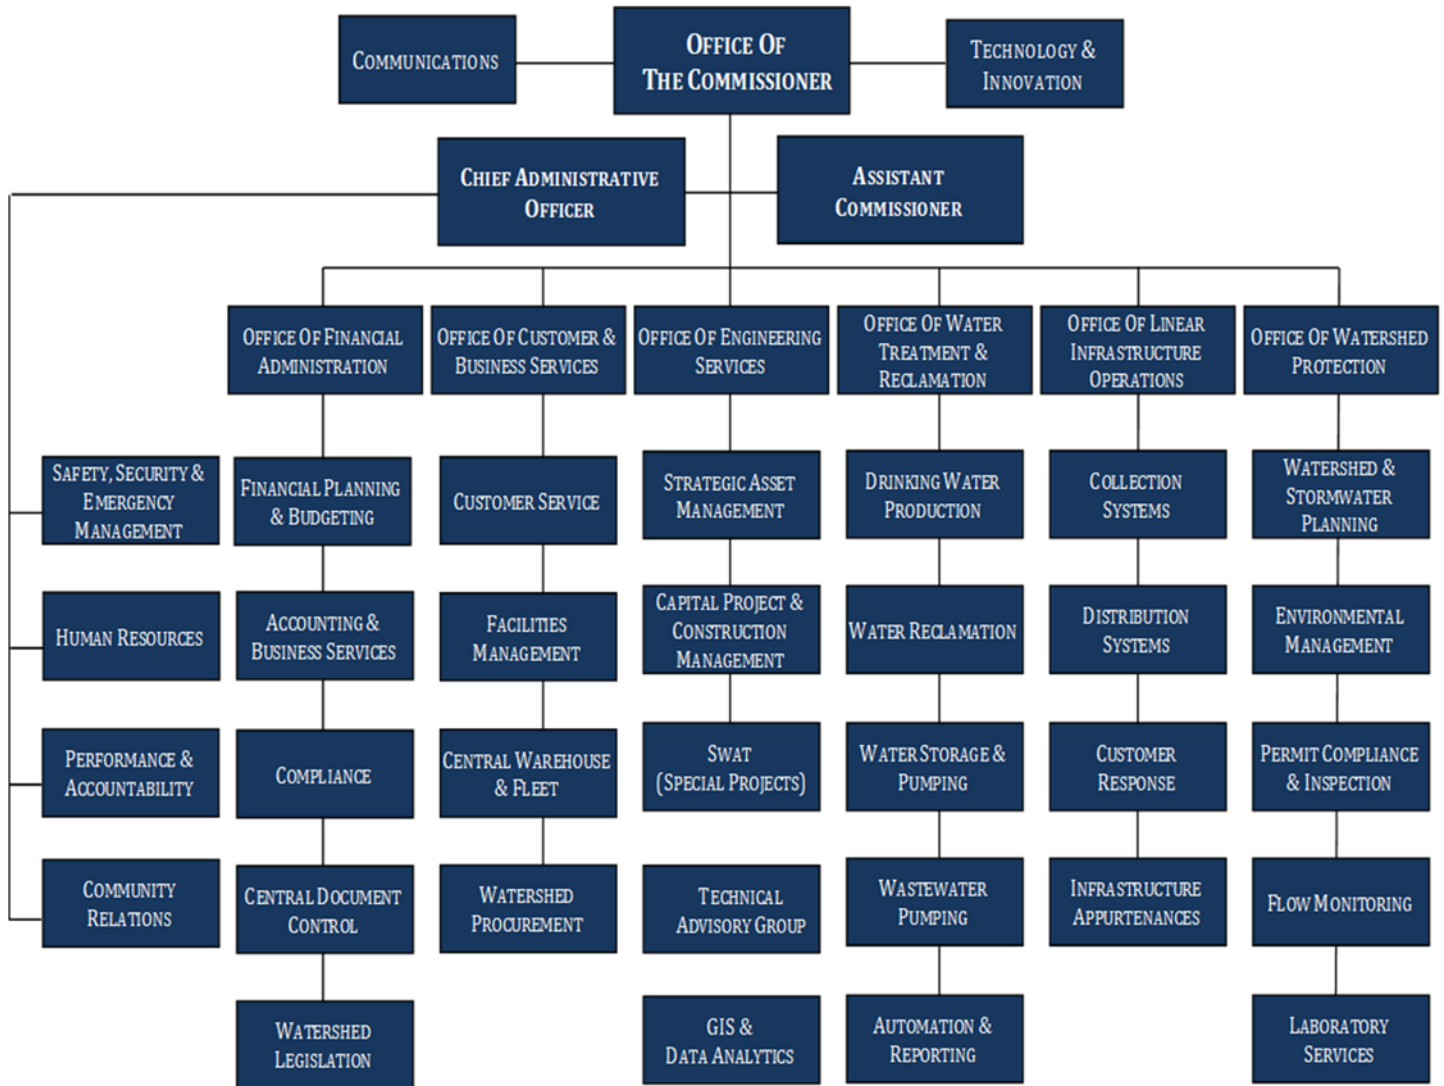 COMMUNICATIONS
OFFICE OF
THE COMMISSIONER
TECHNOLOGY &
INNOVATION
CHIEF ADMINISTRATIVE
OFFICER
ASSISTANT
COMMISSIONER
OFFICE OF FINANCIAL
ADMINISTRATION
OFFICE OF CUSTOMER &
BUSINESS SERVICES
OFFICE OF ENGINEERING
SERVICES
OFFICE OF WATER
TREATMENT &
RECLAMATION
OFFICE OF LINEAR
INFRASTRUCTURE
OPERATIONS
OFFICE OF WATERSHED
PROTECTION
SAFETY, SECURITY &
EMERGENCY
MANAGEMENT
FINANCIAL PLANNING
& BUDGETING
CUSTOMER SERVICE
STRATEGIC ASSET
MANAGEMENT
DRINKING WATER
PRODUCTION
COLLECTION
SYSTEMS
WATERSHED &
STORMWATER
PLANNING
HUMAN RESOURCES
ACCOUNTING &
BUSINESS SERVICES
FACILITIES
MANAGEMENT
CAPITAL PROJECT &
CONSTRUCTION
MANAGEMENT
WATER RECLAMATION
DISTRIBUTION
SYSTEMS
ENVIRONMENTAL
MANAGEMENT
PERFORMANCE &
ACCOUNTABILITY
COMPLIANCE
CENTRAL WAREHOUSE
& FLEET
SWAT
(SPECIAL PROJECTS)
WATER STORAGE &
PUMPING
CUSTOMER
RESPONSE
PERMIT COMPLIANCE
& INSPECTION
COMMUNITY
RELATIONS
CENTRAL DOCUMENT
CONTROL
WATERSHED
PROCUREMENT
TECHNICAL
ADVISORY GROUP
WASTEWATER
PUMPING
INFRASTRUCTURE
APPURTENANCES
FLOW MONITORING
WATERSHED
LEGISLATION
GIS &
DATA ANALYTICS
AUTOMATION &
REPORTING
LABORATORY
SERVICES